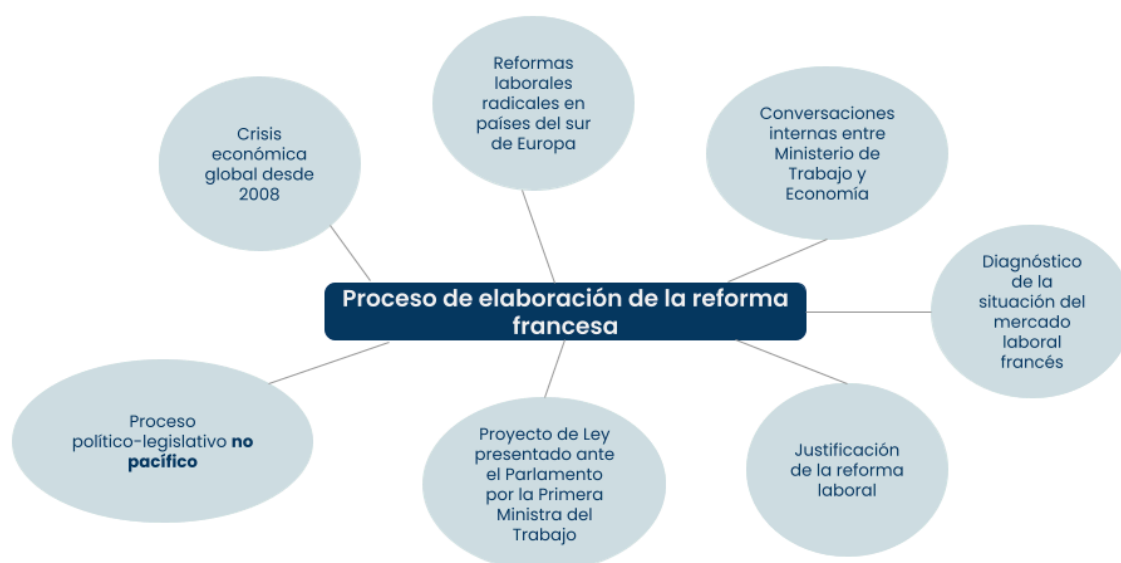 Reformas
laborales
radicales en
países del sur
de Europa
Crisis
económica
global desde
2008
Conversaciones
internas entre
Ministerio de
Trabajo y
Economía
Diagnóstico
de la
situación del
mercado
laboral
francés
Proceso de elaboración de la reforma
francesa
Proceso
político-legislativo no
pacífico
Proyecto de Ley
presentado ante
el Parlamento
por la Primera
Ministra del
Trabajo
Justificación
de la reforma
laboral